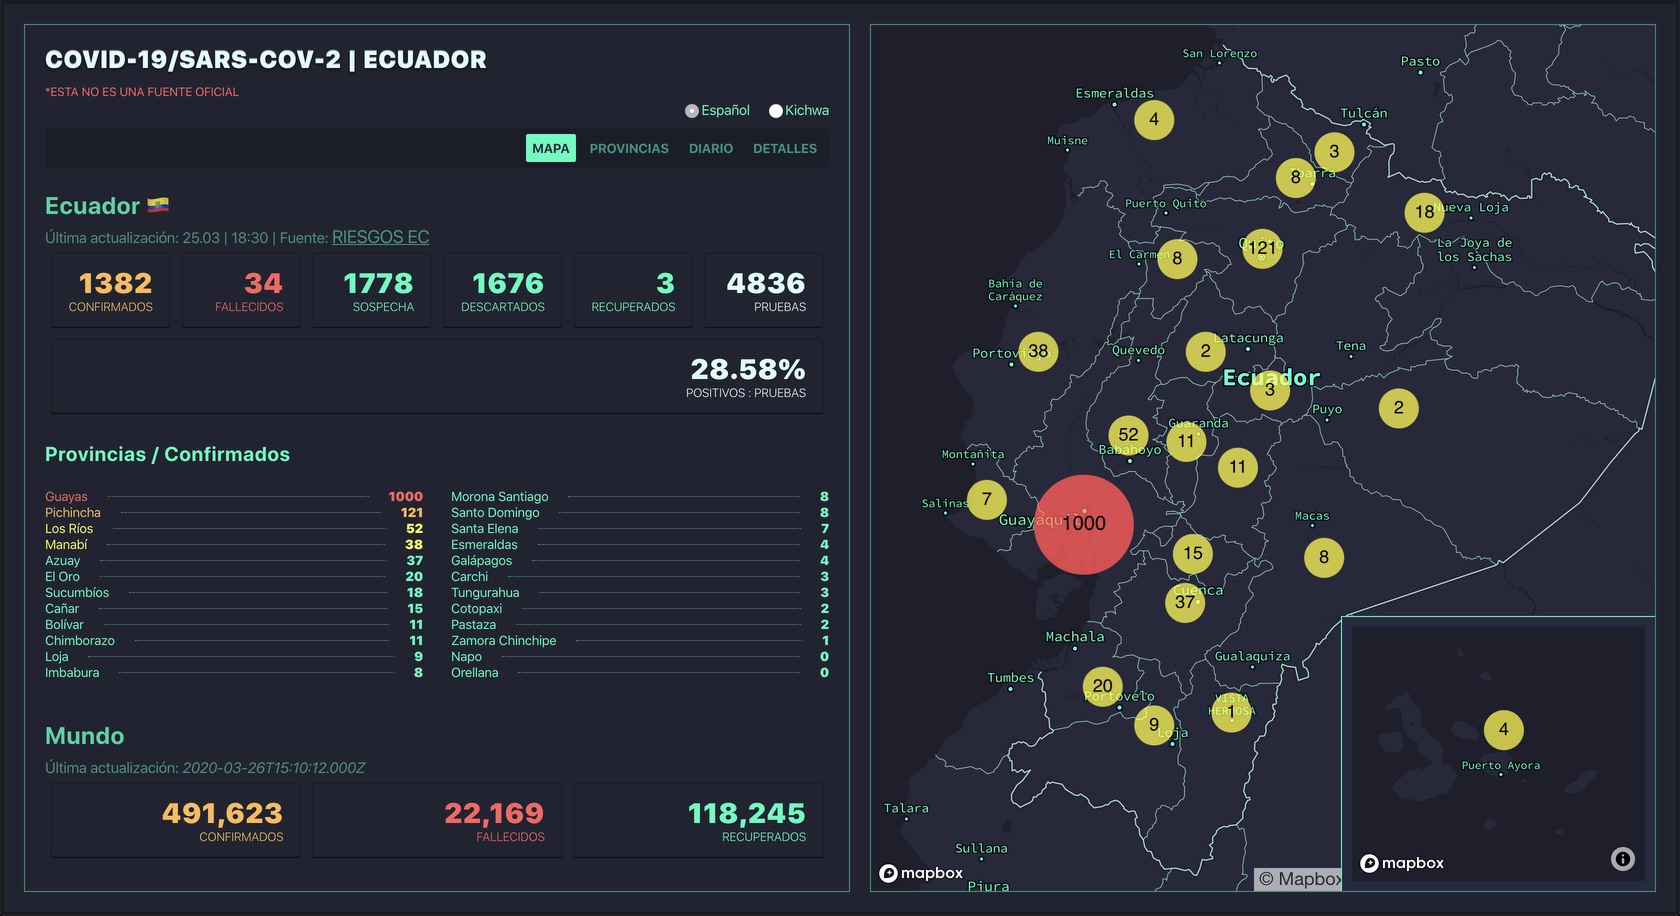 COVID-19/SARS-COV-2 | ECUADOR
*ESTA NO ES UNA FUENTE OFICIAL
Español Kichwa
MAPA PROVINCIAS DIARIO DETALLES
Ecuador
Última actualización: 25.03 | 18:30 | Fuente: RIESGOS EC
1382 34 1778 1676 3 4836
CONFIRMADOS FALLECIDOS SOSPECHA DESCARTADOS RECUPERADOS PRUEBAS
28.58%
POSITIVOS : PRUEBAS
Provincias / Confirmados
Guayas 1000
Pichincha 121
Los Ríos 52
Manabí 38
Azuay 37
El Oro 20
Sucumbíos 18
Cañar 15
Bolívar 11
Chimborazo 11
Loja 9
Imbabura 8
Morona Santiago 8
Santo Domingo 8
Santa Elena 7
Esmeraldas 4
Galápagos 4
Carchi 3
Tungurahua 3
Cotopaxi 2
Pastaza 2
Zamora Chinchipe 1
Napo 0
Orellana 0
Mundo
Última actualización: 2020-03-26T15:10:12.000Z
491,623 22,169 118,245
CONFIRMADOS FALLECIDOS RECUPERADOS
San Lorenzo
Pasto
Esmeraldas
4
Tulcán
Muisne
3
8
Puerto Quito
18 Nueva Loja
121
La Joya de
los Sachas
El Carmen
8
Bahía de
Caráquez
Latacunga
Tena
Quevedo
2
38
Ecuador
3
Puyo
2
Guaranda
52
11
Babahoyo
Montañita
11
7
Salinas
Macas
Guayaquil
1000
15
8
Cuenca
37
Machala
Gualaquiza
Tumbes
20
Portovelo
VISTA
HERMOSA
1
9
Loja
Talara
Sullana
Piura
mapbox
© Mapbox
4
Puerto Ayora
mapbox